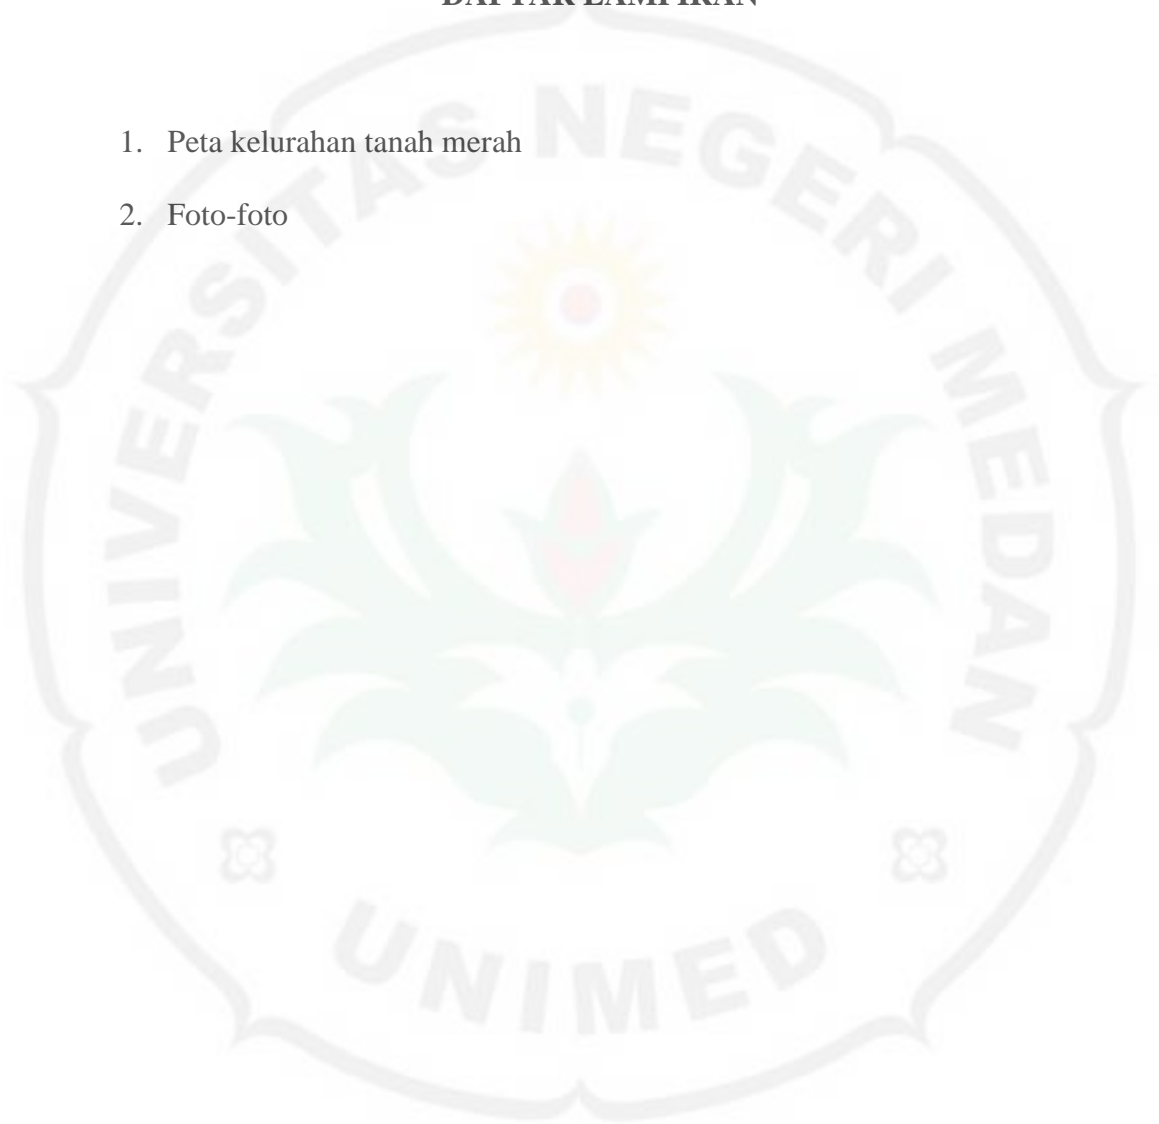 DAFTAR LAMPIRAN
1. Peta kelurahan tanah merah
2. Foto-foto
UNIVERSITAS NEGERI MEDAN
UNIMED